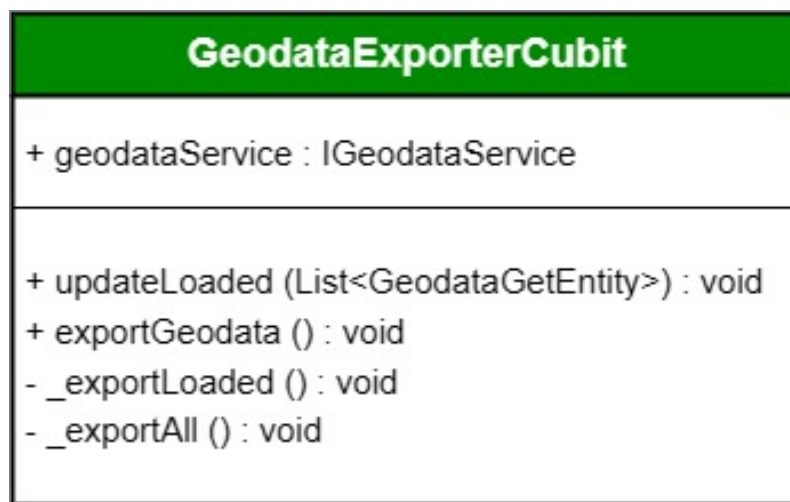 GeodataExporterCubit
+ geodataService : IGeodataService
+ updateLoaded (List<GeodataGetEntity>) : void
+ exportGeodata () : void
- _exportLoaded () : void
- _exportAll () : void